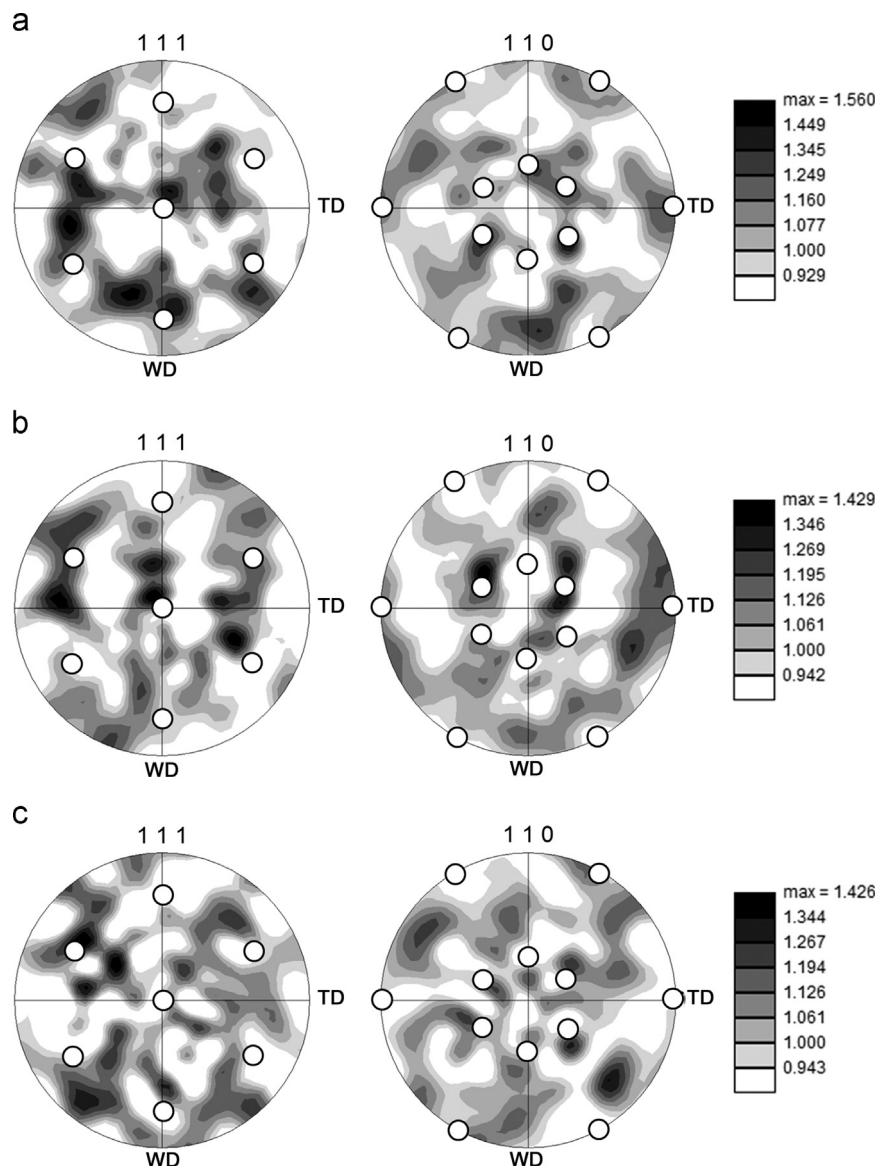 a
1 1 1
1 1 0
TD
TD
WD
WD
max = 1.560
1.449
1.345
1.249
1.160
1.077
1.000
0.929
b
1 1 1
1 1 0
TD
TD
WD
WD
max = 1.429
1.346
1.269
1.195
1.126
1.061
1.000
0.942
c
1 1 1
1 1 0
TD
TD
WD
WD
max = 1.426
1.344
1.267
1.194
1.126
1.061
1.000
0.943